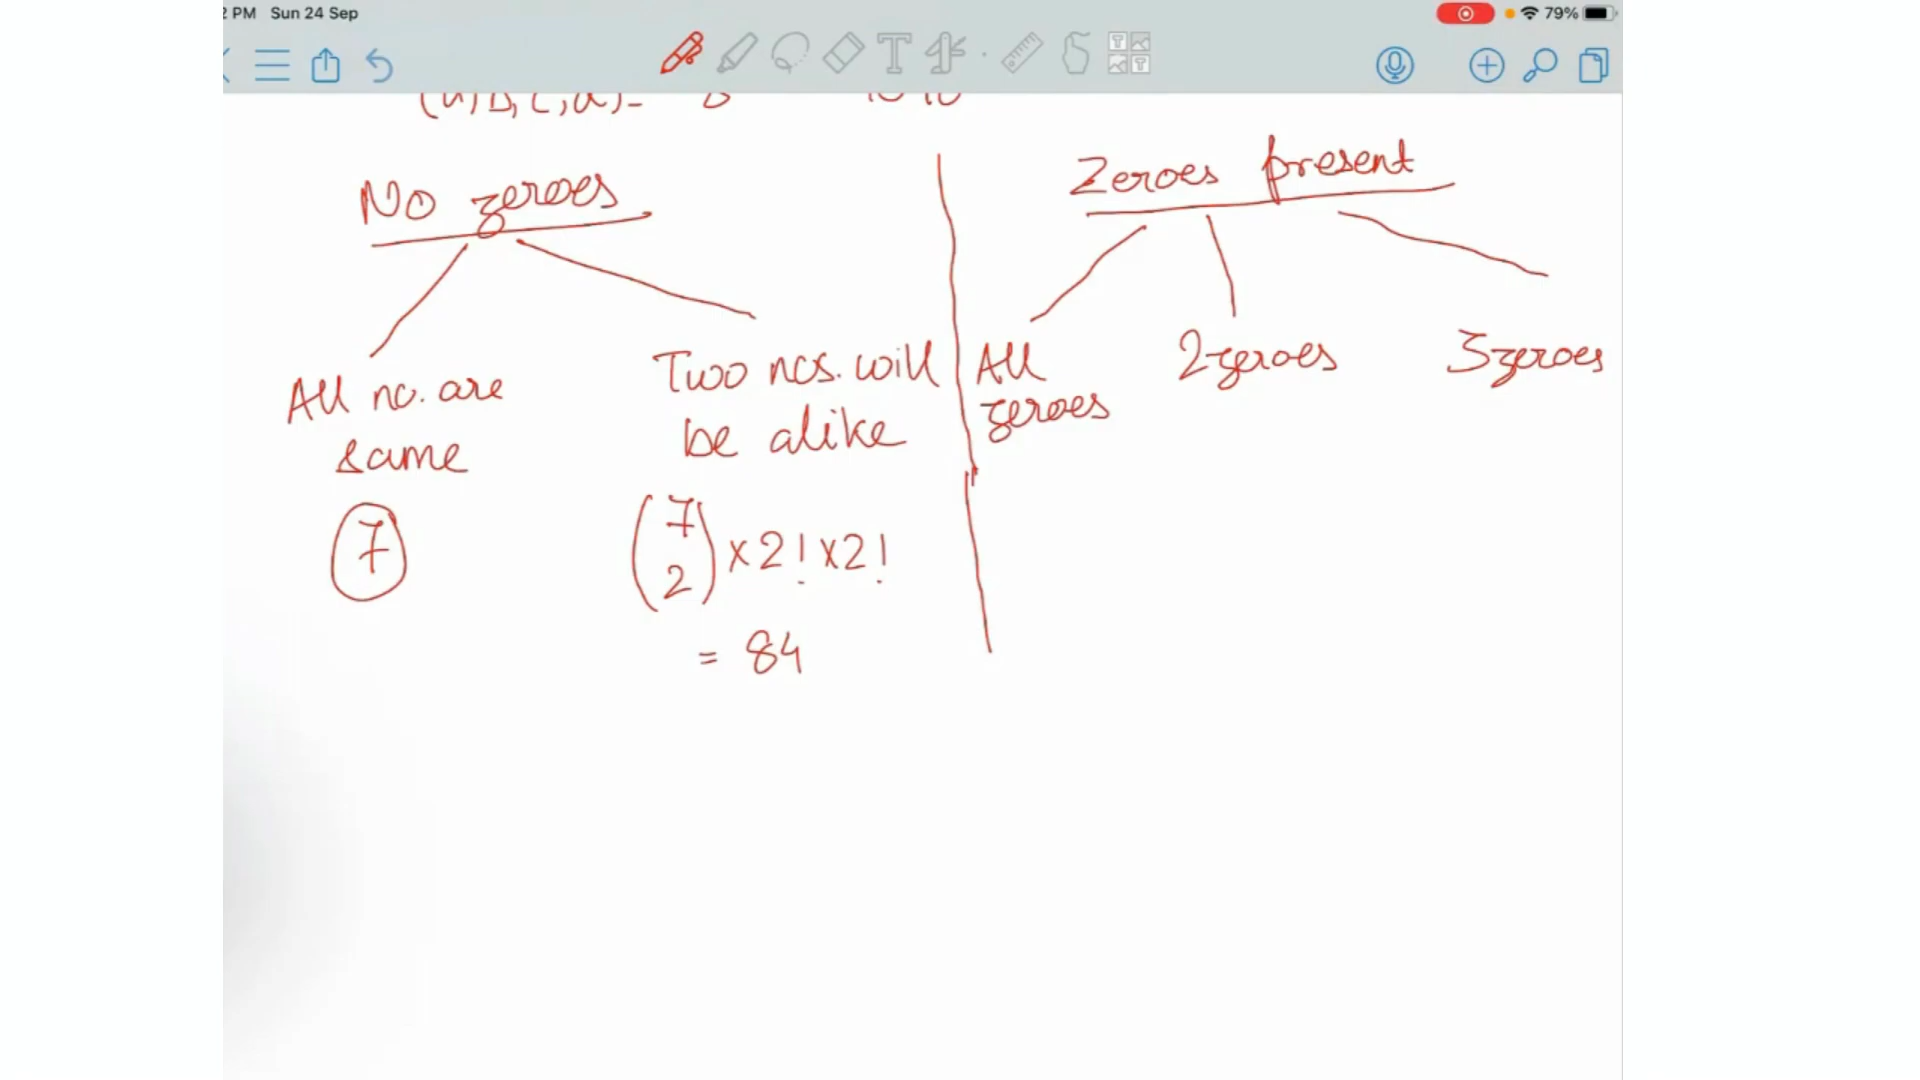 2 PM Sun 24 Sep 79%
No zeroes
Zeroes present
All no. are
same
Two nos. will
be alike
All
zeroes
2 zeroes
3 zeroes
7
(7 2) x 2! x 2!
= 84